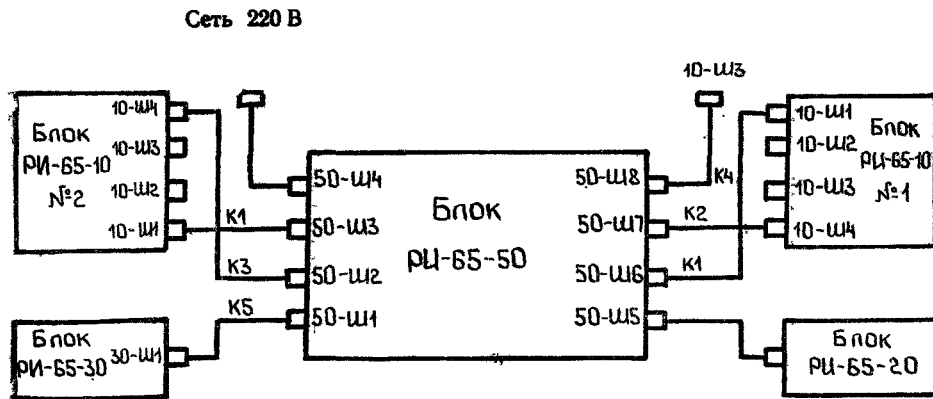 Сеть 220 В
10-Ш3
Блок
РИ-65-10
№2
10-Ш4
10-Ш3
10-Ш2
10-Ш1
Блок
РИ-65-50
50-Ш4
50-Ш3
50-Ш2
50-Ш1
50-Ш8
50-Ш7
50-Ш6
50-Ш5
К1
К3
К5
К4
К2
К1
10-Ш1
10-Ш2
10-Ш3
10-Ш4
Блок
РИ-65-10
№1
Блок
РИ-65-30
30-Ш1
Блок
РИ-65-20